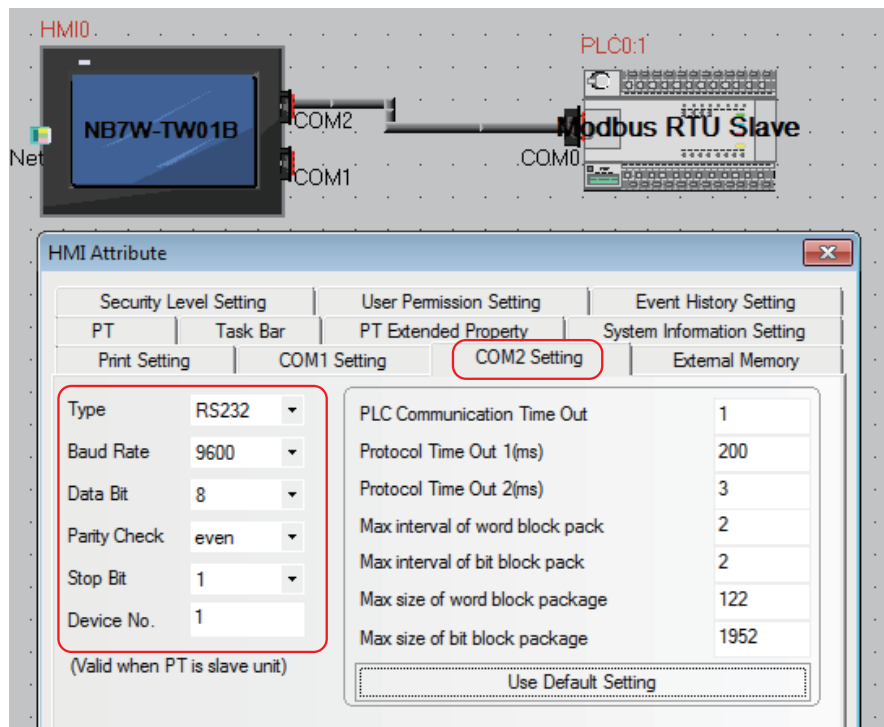 HMI0
PLC0:1
NB7W-TW01B
COM2
Modbus RTU Slave
Net
COM0
COM1
HMI Attribute
Security Level Setting User Permission Setting Event History Setting
PT Task Bar PT Extended Property System Information Setting
Print Setting COM1 Setting COM2 Setting External Memory
Type RS232
Baud Rate 9600
Data Bit 8
Parity Check even
Stop Bit 1
Device No. 1
(Valid when PT is slave unit)
PLC Communication Time Out 1
Protocol Time Out 1(ms) 200
Protocol Time Out 2(ms) 3
Max interval of word block pack 2
Max interval of bit block pack 2
Max size of word block package 122
Max size of bit block package 1952
Use Default Setting